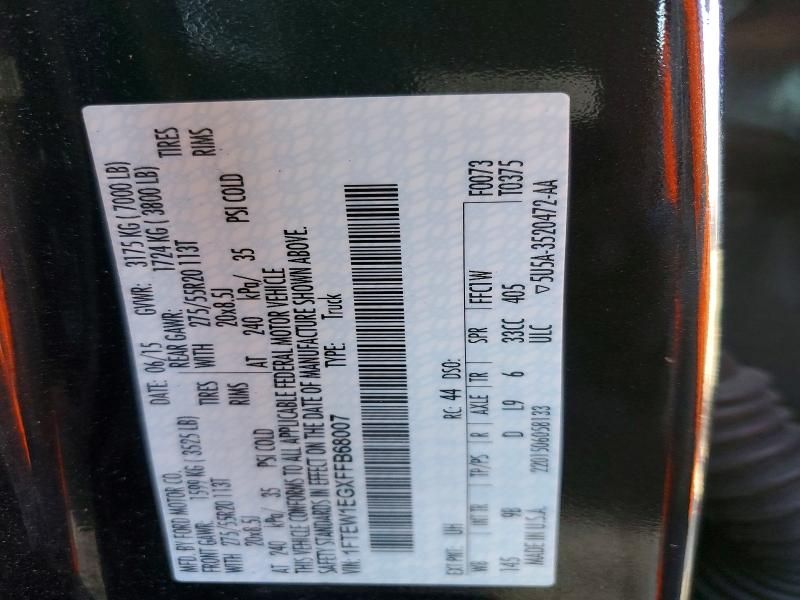 MFD. BY FORD MOTOR CO. DATE: 06/15 GVWR: 3175 KG ( 7000 LB)
FRONT GAWR: 1599 KG ( 3525 LB) REAR GAWR: 1724 KG ( 3800 LB)
WITH 275/55R20 113T TIRES WITH 275/55R20 113T TIRES
20x8.5J RIMS 20x8.5J RIMS
AT 240 kPa/ 35 PSI COLD AT 240 kPa/ 35 PSI COLD
THIS VEHICLE CONFORMS TO ALL APPLICABLE FEDERAL MOTOR VEHICLE
SAFETY STANDARDS IN EFFECT ON THE DATE OF MANUFACTURE SHOWN ABOVE.
VIN: 1FTEW1EGXFFB68007 TYPE: Truck
EXT PNT: UH RC: 44 DSO: F0073
WB INT TR TP/PS R AXLE TR SPR FFC1W T0375
145 9B D L9 6 33CC 405
MADE IN U.S.A. 2201506058133 ULC ▽5U5A-3520472-AA